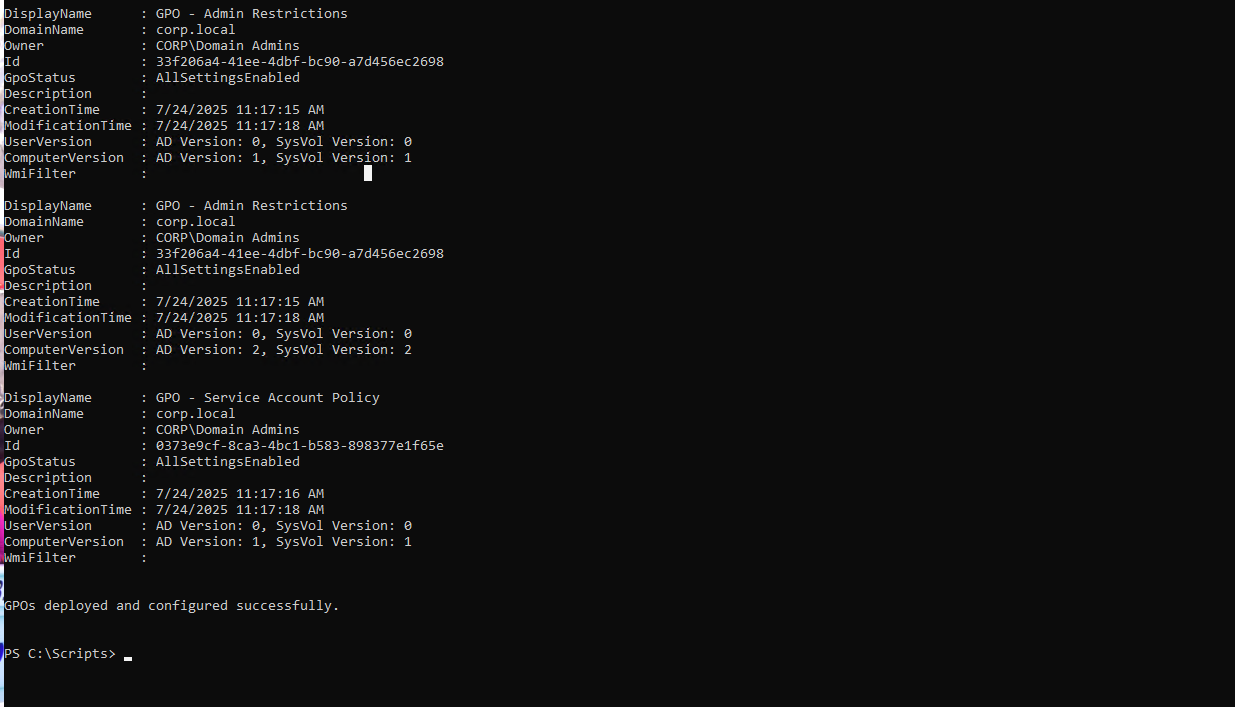 DisplayName      : GPO - Admin Restrictions
DomainName       : corp.local
Owner            : CORP\Domain Admins
Id               : 33f206a4-41ee-4dbf-bc90-a7d456ec2698
GpoStatus        : AllSettingsEnabled
Description      :
CreationTime     : 7/24/2025 11:17:15 AM
ModificationTime : 7/24/2025 11:17:18 AM
UserVersion      : AD Version: 0, SysVol Version: 0
ComputerVersion  : AD Version: 1, SysVol Version: 1
WmiFilter        :

DisplayName      : GPO - Admin Restrictions
DomainName       : corp.local
Owner            : CORP\Domain Admins
Id               : 33f206a4-41ee-4dbf-bc90-a7d456ec2698
GpoStatus        : AllSettingsEnabled
Description      :
CreationTime     : 7/24/2025 11:17:15 AM
ModificationTime : 7/24/2025 11:17:18 AM
UserVersion      : AD Version: 0, SysVol Version: 0
ComputerVersion  : AD Version: 2, SysVol Version: 2
WmiFilter        :

DisplayName      : GPO - Service Account Policy
DomainName       : corp.local
Owner            : CORP\Domain Admins
Id               : 0373e9cf-8ca3-4bc1-b583-898377e1f65e
GpoStatus        : AllSettingsEnabled
Description      :
CreationTime     : 7/24/2025 11:17:16 AM
ModificationTime : 7/24/2025 11:17:18 AM
UserVersion      : AD Version: 0, SysVol Version: 0
ComputerVersion  : AD Version: 1, SysVol Version: 1
WmiFilter        :

GPOs deployed and configured successfully.

PS C:\Scripts>